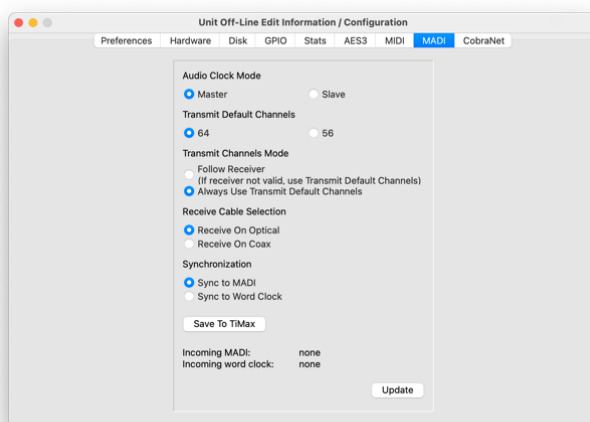 Unit Off-Line Edit Information / Configuration
Preferences Hardware Disk GPIO Stats AES3 MIDI MADI CobraNet
Audio Clock Mode
Master Slave
Transmit Default Channels
64 56
Transmit Channels Mode
Follow Receiver
(If receiver not valid, use Transmit Default Channels)
Always Use Transmit Default Channels
Receive Cable Selection
Receive On Optical
Receive On Coax
Synchronization
Sync to MADI
Sync to Word Clock
Save To TiMax
Incoming MADI: none
Incoming word clock: none
Update